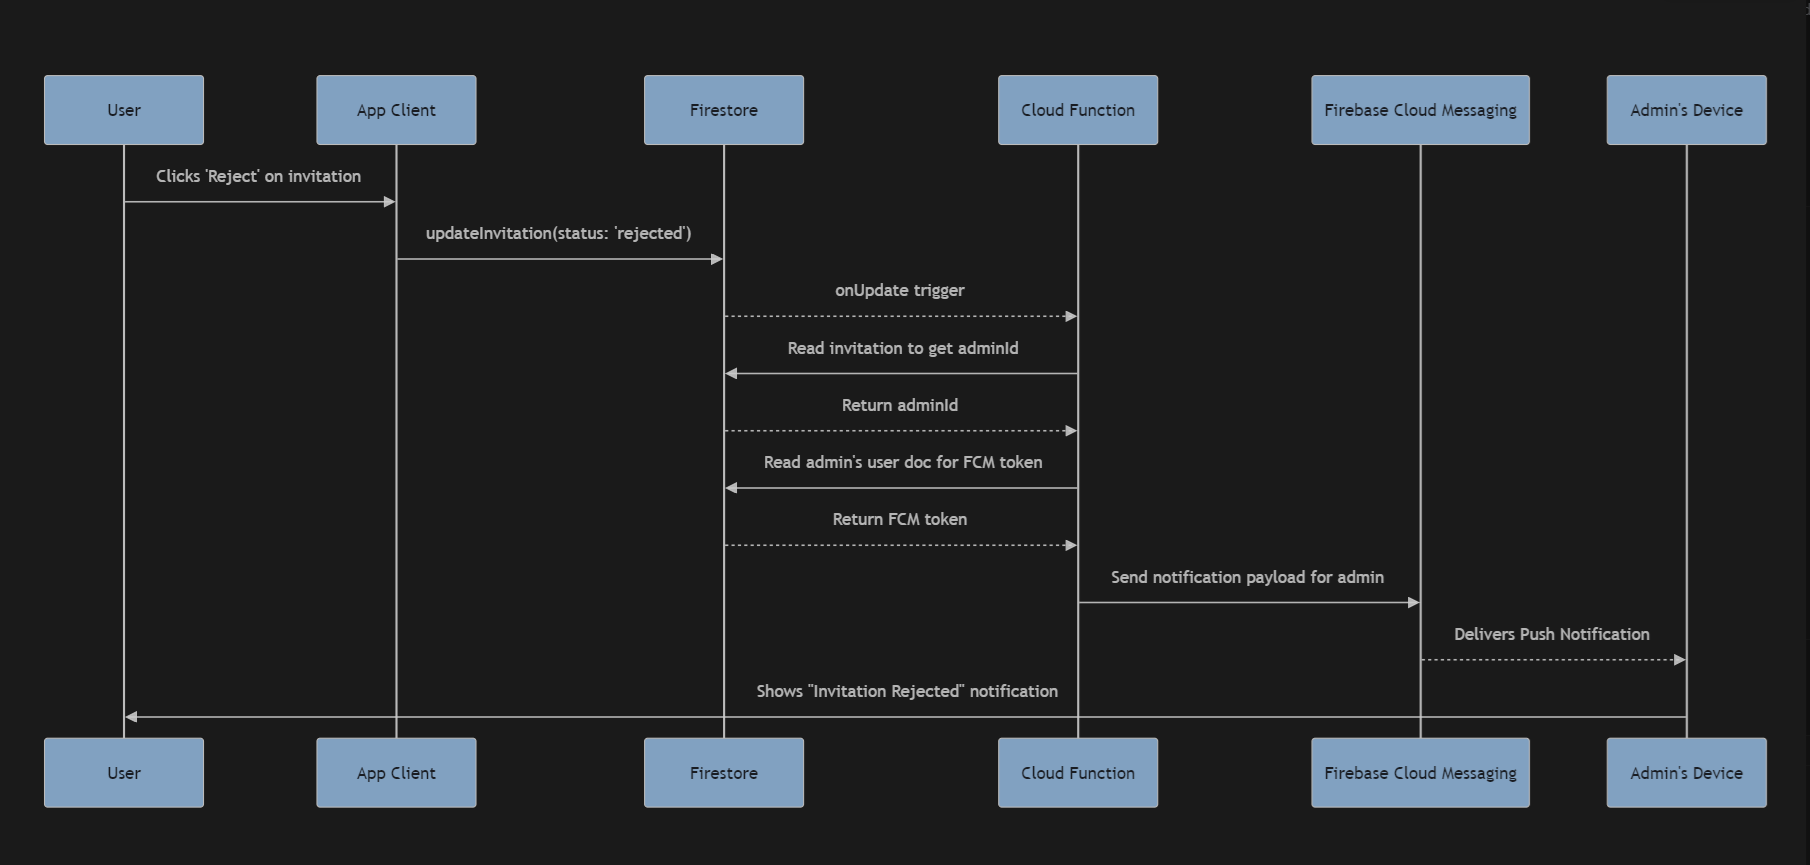 User
App Client
Firestore
Cloud Function
Firebase Cloud Messaging
Admin's Device
Clicks 'Reject' on invitation
updateInvitation(status: 'rejected')
onUpdate trigger
Read invitation to get adminId
Return adminId
Read admin's user doc for FCM token
Return FCM token
Send notification payload for admin
Delivers Push Notification
Shows "Invitation Rejected" notification
User
App Client
Firestore
Cloud Function
Firebase Cloud Messaging
Admin's Device